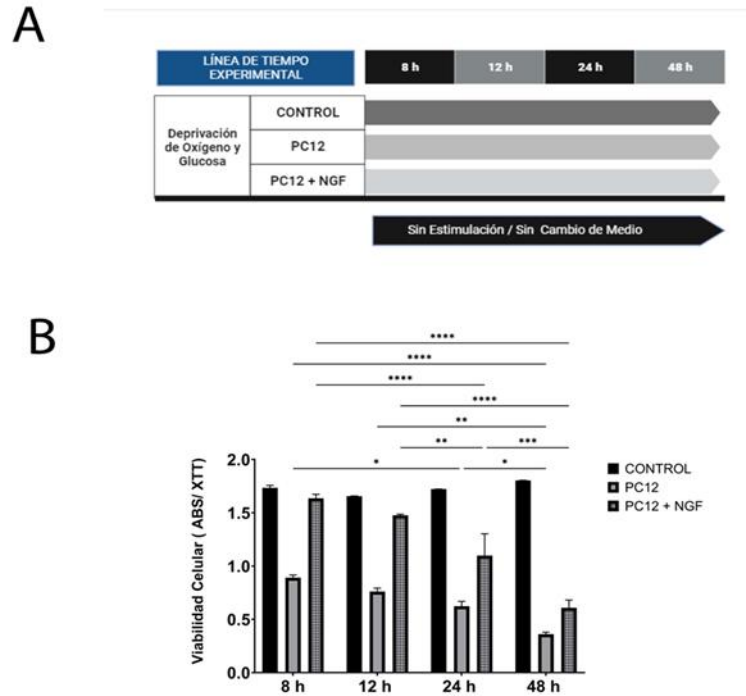 A
LÍNEA DE TIEMPO
EXPERIMENTAL
8 h
12 h
24 h
48 h
Deprivación
de Oxígeno y
Glucosa
CONTROL
PC12
PC12 + NGF
Sin Estimulación / Sin Cambio de Medio
B
****
****
****
****
**
** ***
* *
Viabilidad Celular ( ABS/ XTT)
2.0
1.5
1.0
0.5
0.0
8 h 12 h 24 h 48 h
CONTROL
PC12
PC12 + NGF